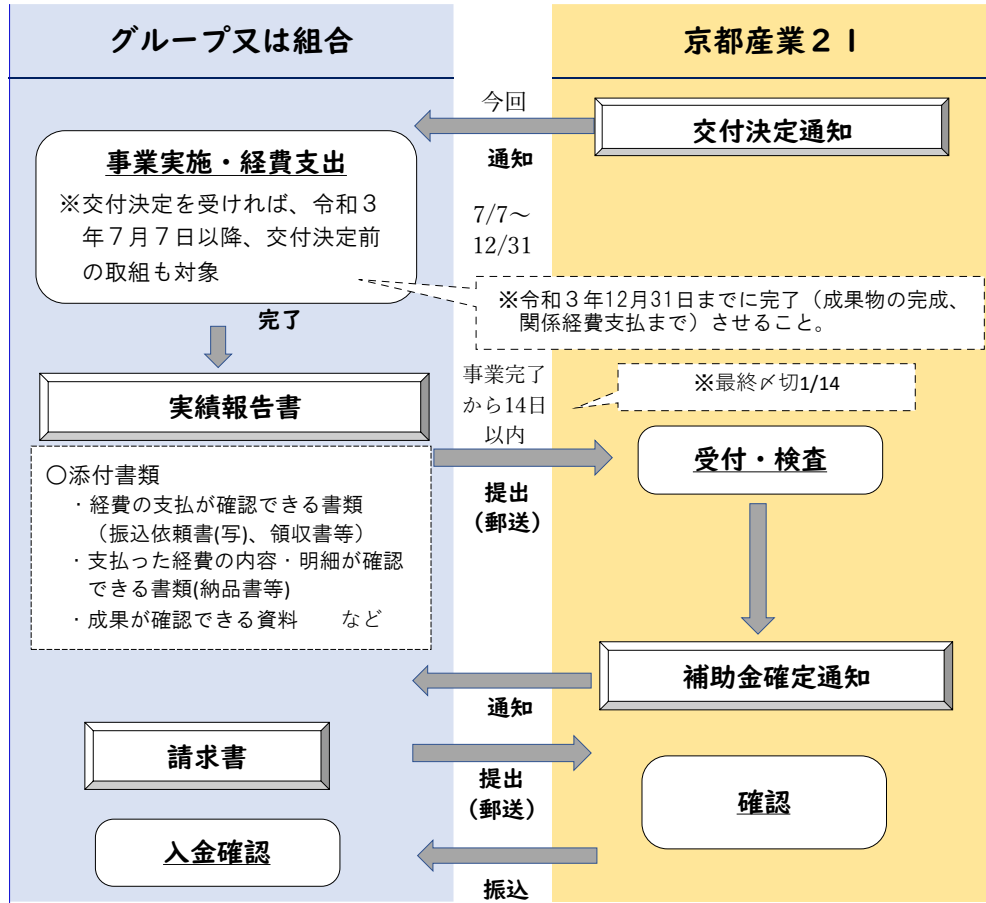 グループ又は組合
京都産業２１
今回
交付決定通知
通知
事業実施・経費支出
※交付決定を受ければ、令和３
年７月７日以降、交付決定前
の取組も対象
7/7～
12/31
※令和３年12月31日までに完了（成果物の完成、
関係経費支払まで）させること。
完了
事業完了
から14日
以内
※最終〆切1/14
実績報告書
受付・検査
提出
（郵送）
〇添付書類
・経費の支払が確認できる書類
（振込依頼書(写)、領収書等）
・支払った経費の内容・明細が確認
できる書類(納品書等)
・成果が確認できる資料　　など
補助金確定通知
通知
請求書
提出
（郵送）
確認
入金確認
振込